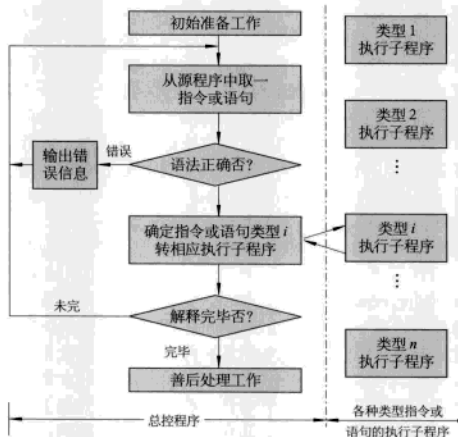 初始准备工作
从源程序中取一
指令或语句
语法正确否?
错误
输出错
误信息
确定指令或语句类型 i
转相应执行子程序
解释完毕否?
未完
完毕
善后处理工作
总控程序
类型 1
执行子程序
类型 2
执行子程序
⋮
类型 i
执行子程序
⋮
类型 n
执行子程序
各种类型指令或
语句的执行子程序